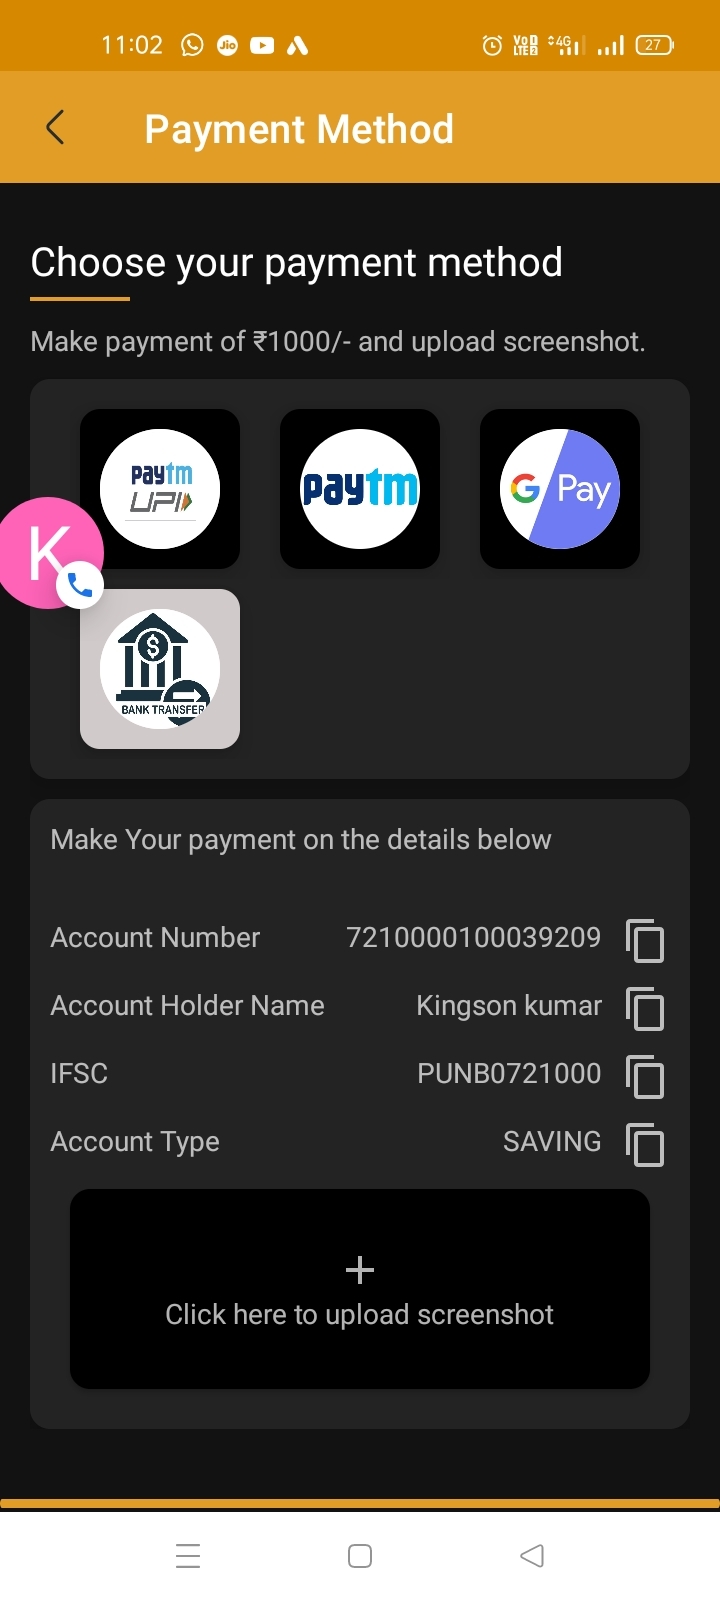 11:02 Jio VoD LTE2 4G 27
Payment Method
Choose your payment method
Make payment of ₹1000/- and upload screenshot.
paytm UPI
paytm
G Pay
K
$
BANK TRANSFER
Make Your payment on the details below
Account Number 7210000100039209
Account Holder Name Kingson kumar
IFSC PUNB0721000
Account Type SAVING
+
Click here to upload screenshot